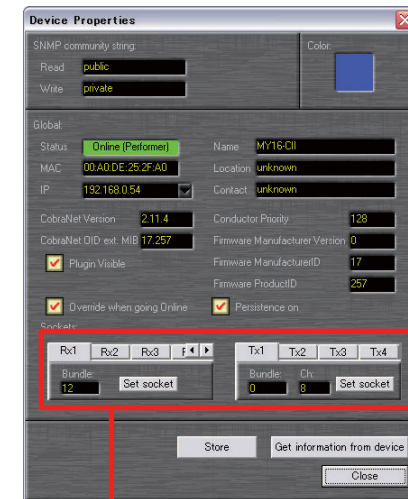 Device Properties
SNMP community string:
Color:
Read public
Write private
Global:
Status Online (Performer) Name MY16-CII
MAC 00:A0:DE:25:2F:A0 Location unknown
IP 192.168.0.54 Contact unknown
CobraNet Version 2.11.4 Conductor Priority 128
CobraNet OID ext. MIB 17.257 Firmware Manufacturer Version 0
Plugin Visible Firmware ManufacturerID 17
Firmware ProductID 257
Override when going Online Persistence on
Sockets:
Rx1 Rx2 Rx3 Tx1 Tx2 Tx3 Tx4
Bundle: Bundle: Ch:
12 Set socket 0 8 Set socket
Store Get information from device
Close